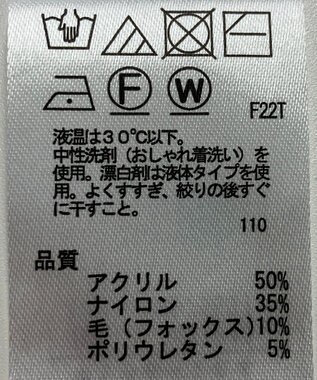 F W
F22T
液温は30℃以下。
中性洗剤（おしゃれ着洗い）を
使用。漂白剤は液体タイプを使
用。よくすすぎ、絞りの後すぐ
に干すこと。
110
品質
アクリル 50%
ナイロン 35%
毛（フォックス）10%
ポリウレタン 5%